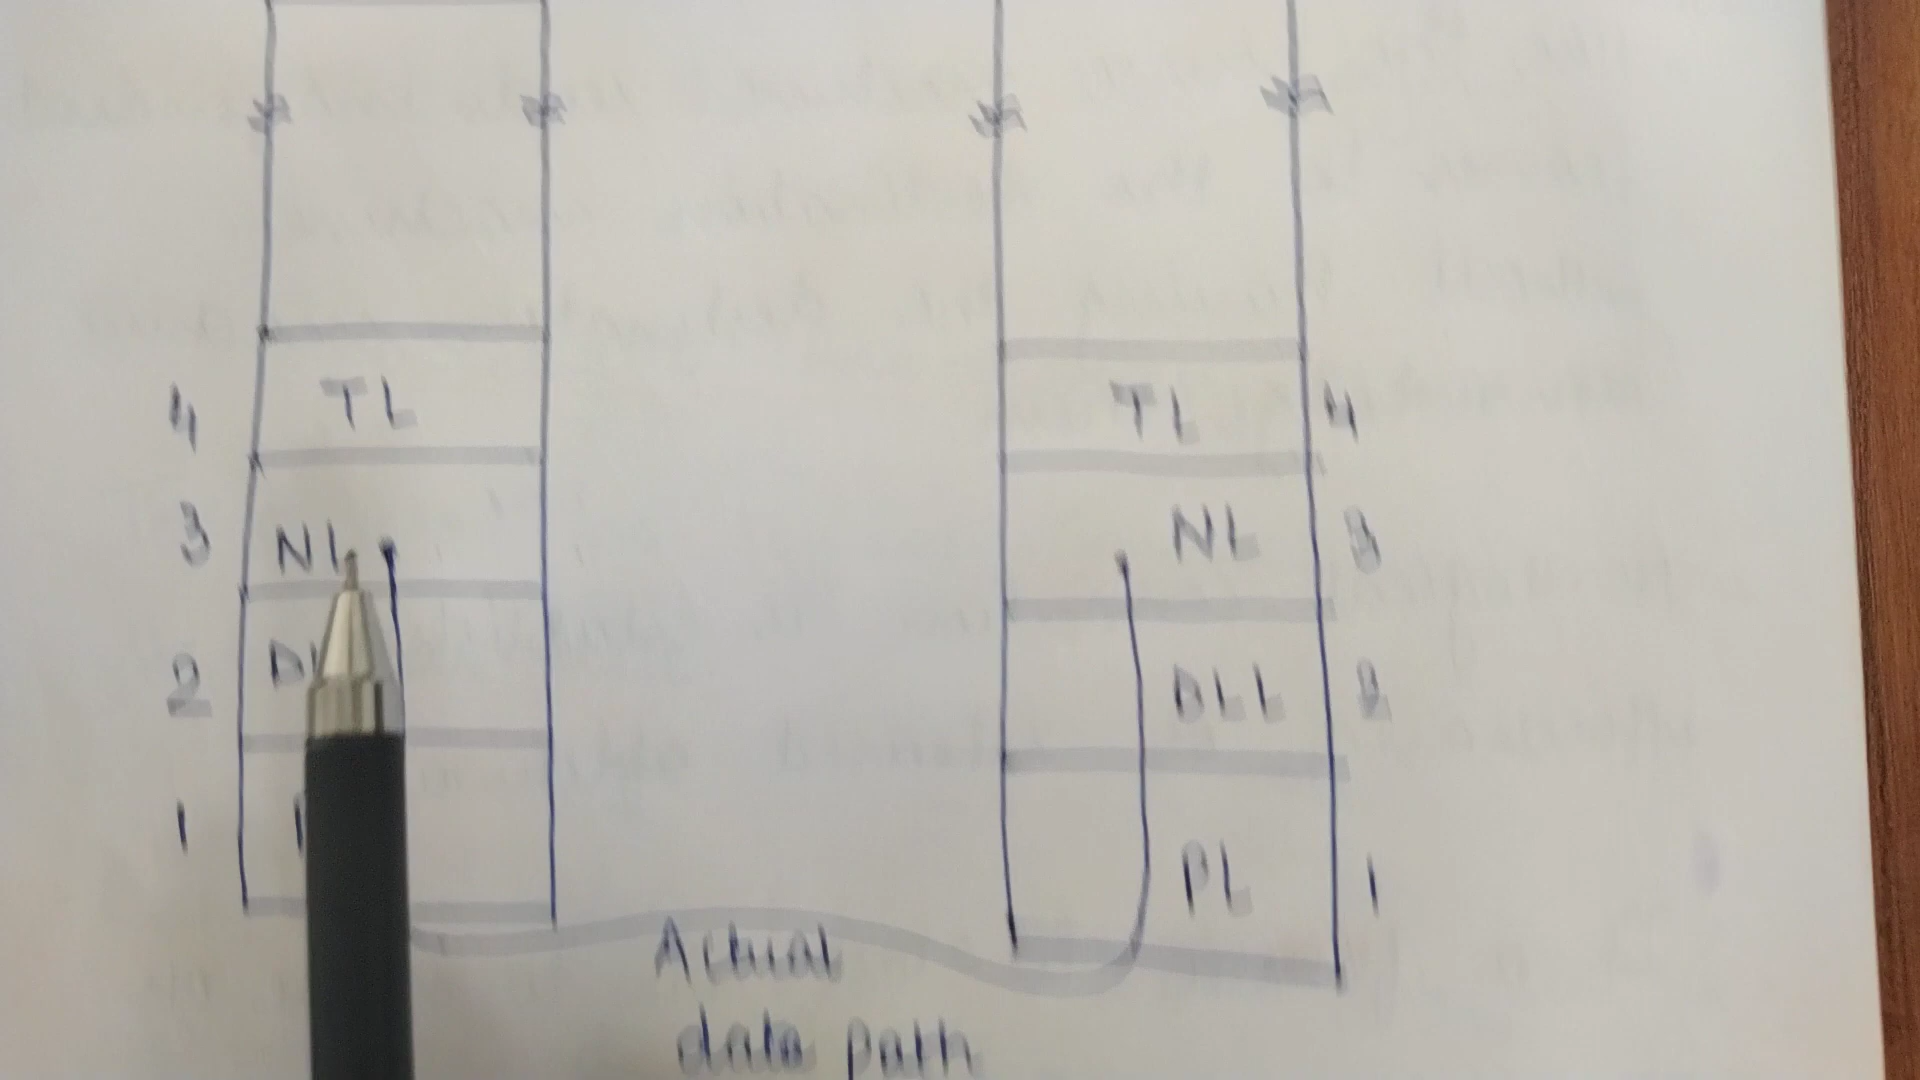 4 TL TL 4
3 NL NL 3
2 DLL 2
1 PL 1
Actual
data path